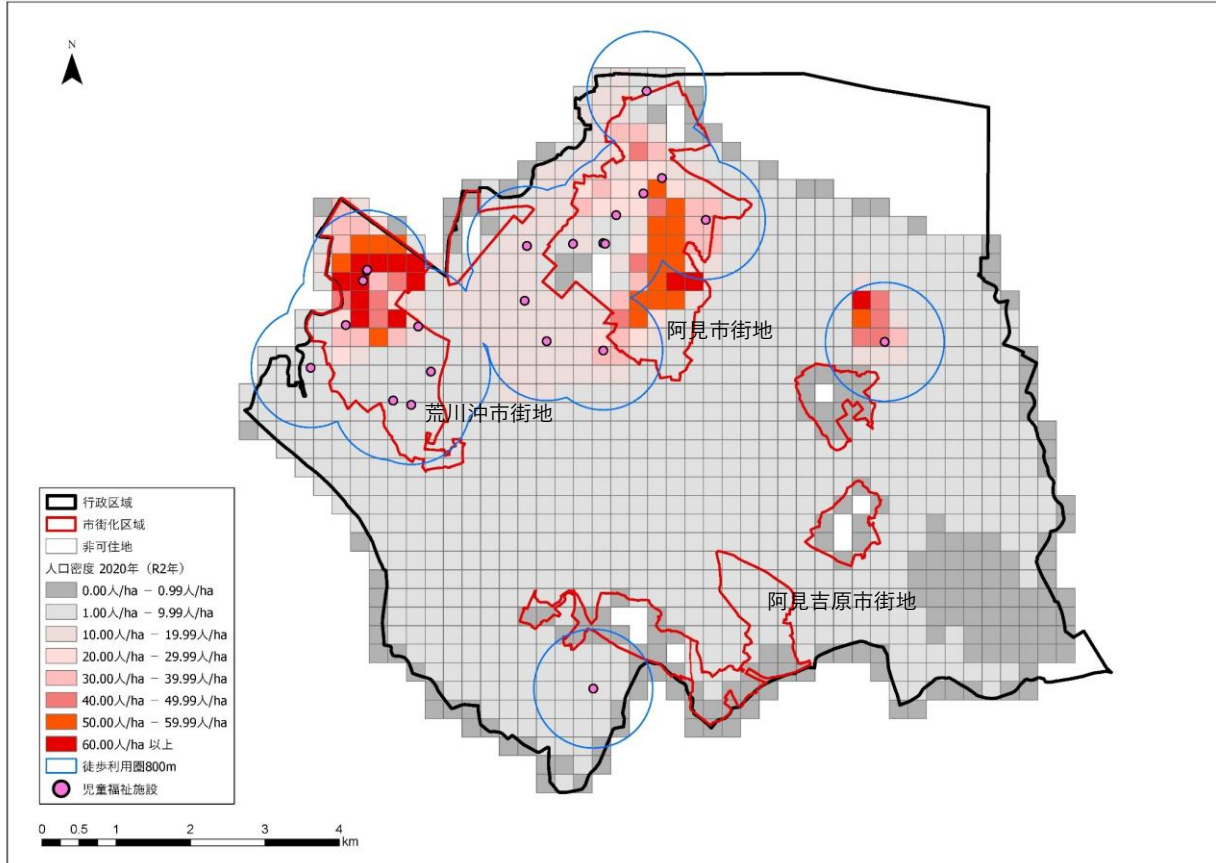 N
阿見市街地
荒川沖市街地
阿見吉原市街地
行政区域
市街化区域
非可住地
人口密度 2020年（R2年）
0.00人/ha － 0.99人/ha
1.00人/ha － 9.99人/ha
10.00人/ha － 19.99人/ha
20.00人/ha － 29.99人/ha
30.00人/ha － 39.99人/ha
40.00人/ha － 49.99人/ha
50.00人/ha － 59.99人/ha
60.00人/ha 以上
徒歩利用圏800m
児童福祉施設
0 0.5 1 2 3 4
km